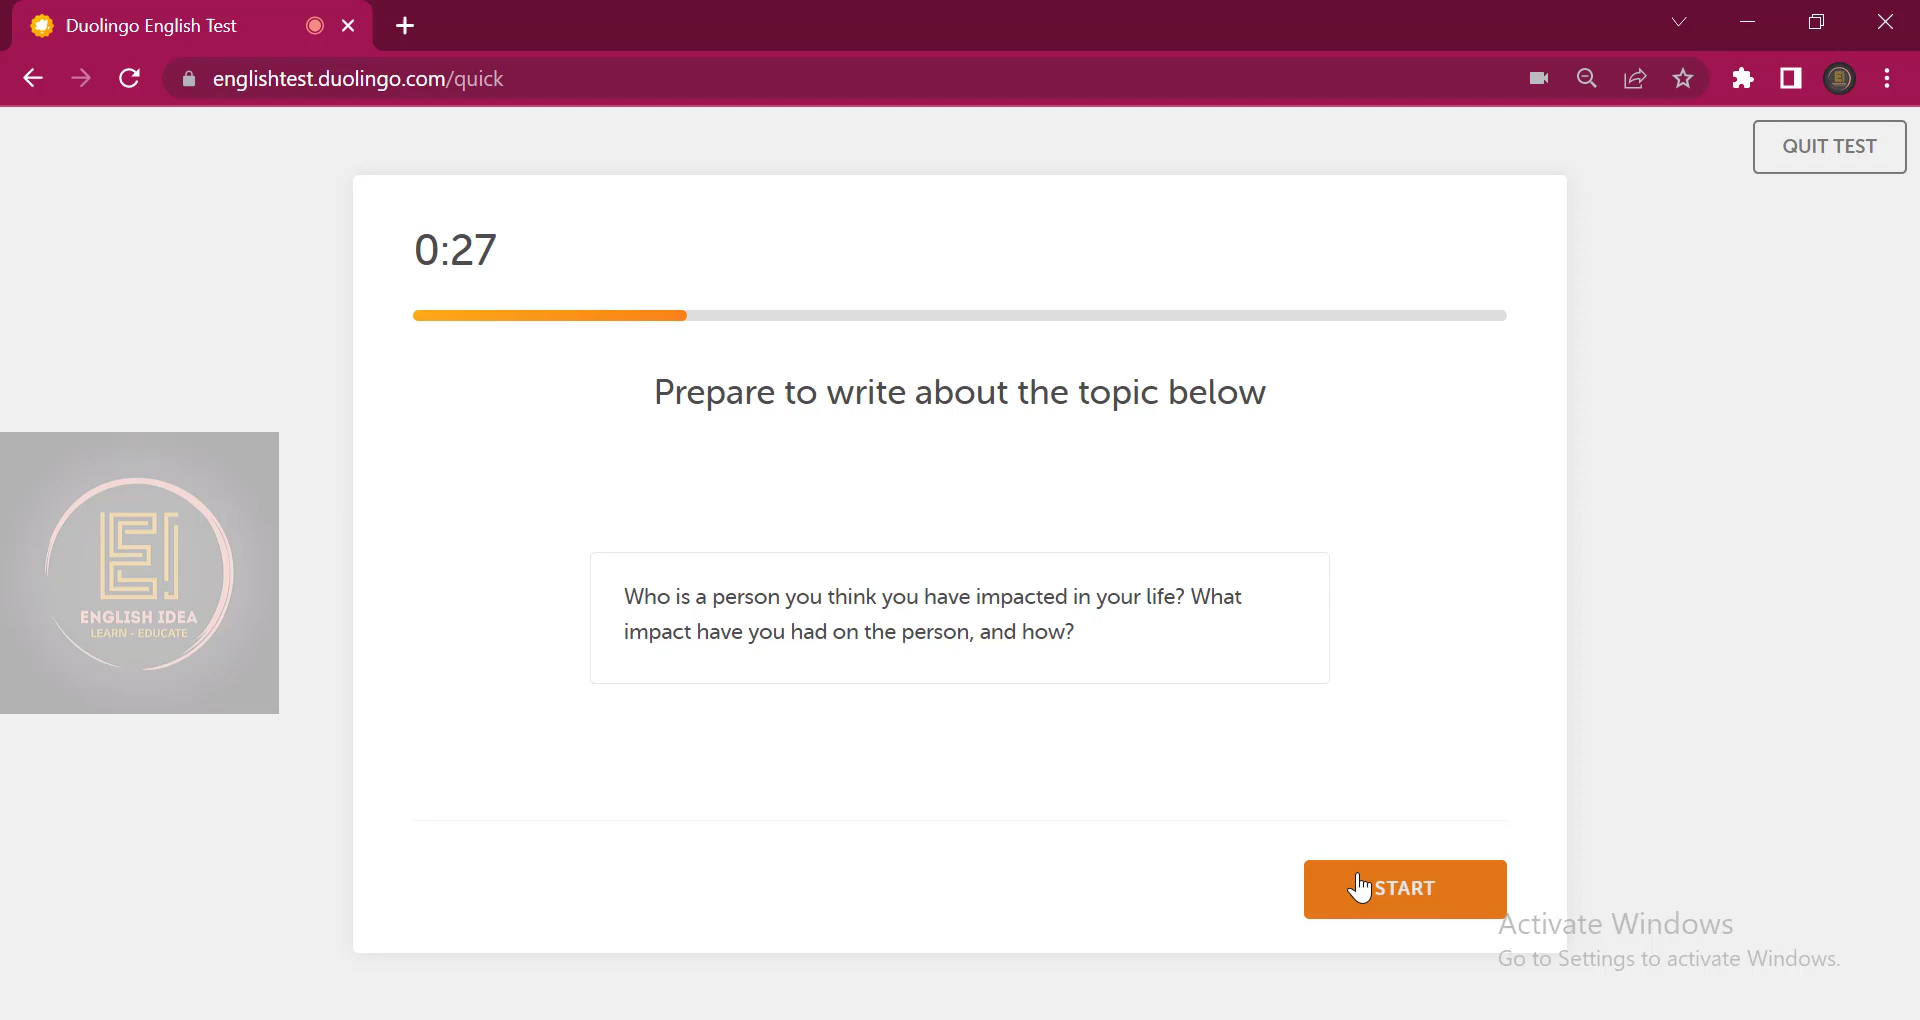 Duolingo English Test
englishtest.duolingo.com/quick
QUIT TEST
0:27
Prepare to write about the topic below
Who is a person you think you have impacted in your life? What
impact have you had on the person, and how?
EI
ENGLISH IDEA
LEARN - EDUCATE
START
Activate Windows
Go to Settings to activate Windows.